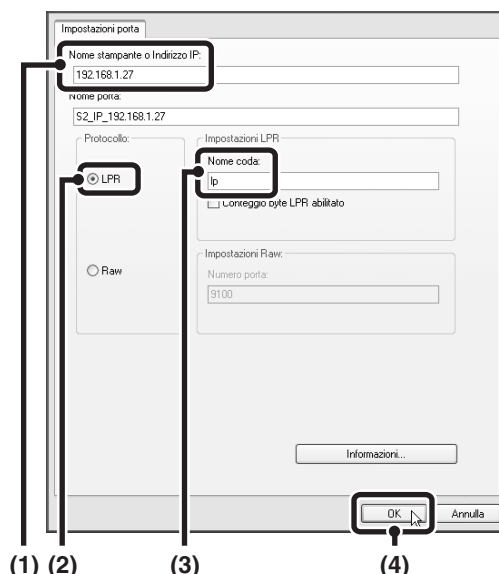 Impostazioni porta
Nome stampante o Indirizzo IP:
192.168.1.27
Nome porta:
S2_IP_192.168.1.27
Protocollo:
LPR
Raw
Impostazioni LPR
Nome coda:
lp
Conteggio byte LPR abilitato
Impostazioni Raw:
Numero porta:
9100
Informazioni...
OK
Annulla
(1) (2) (3) (4)